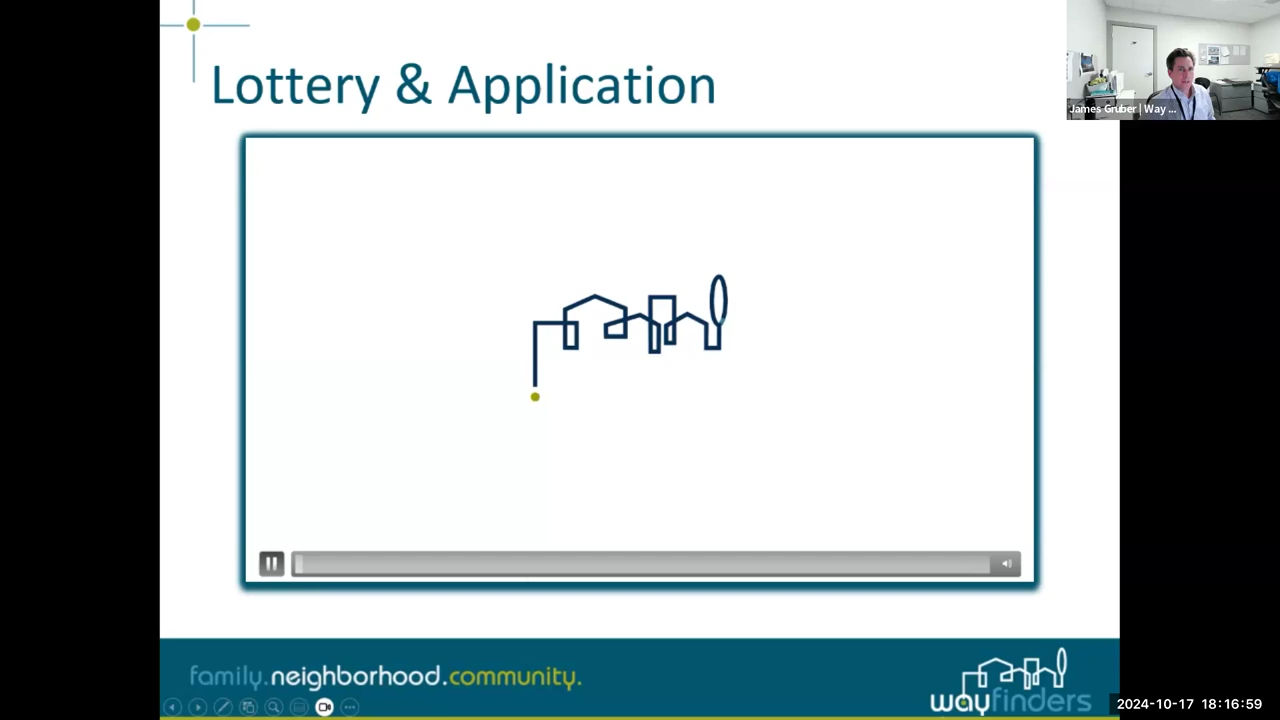 Lottery & Application
James Gruber | Way ...
family.neighborhood.community.
wayfinders
2024-10-17 18:16:59